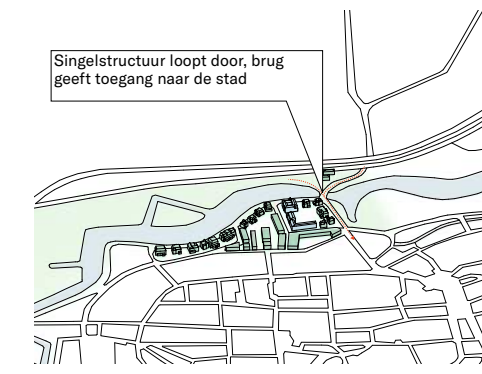 Singelstructuur loopt door, brug
geeft toegang naar de stad